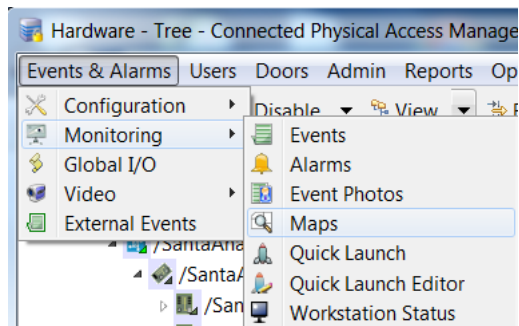 Hardware - Tree - Connected Physical Access Manage
Events & Alarms Users Doors Admin Reports Op
Configuration Disable View
Monitoring Events
Global I/O Alarms
Video Event Photos
External Events Maps
/SantaAna Quick Launch
/SantaA Quick Launch Editor
/San Workstation Status